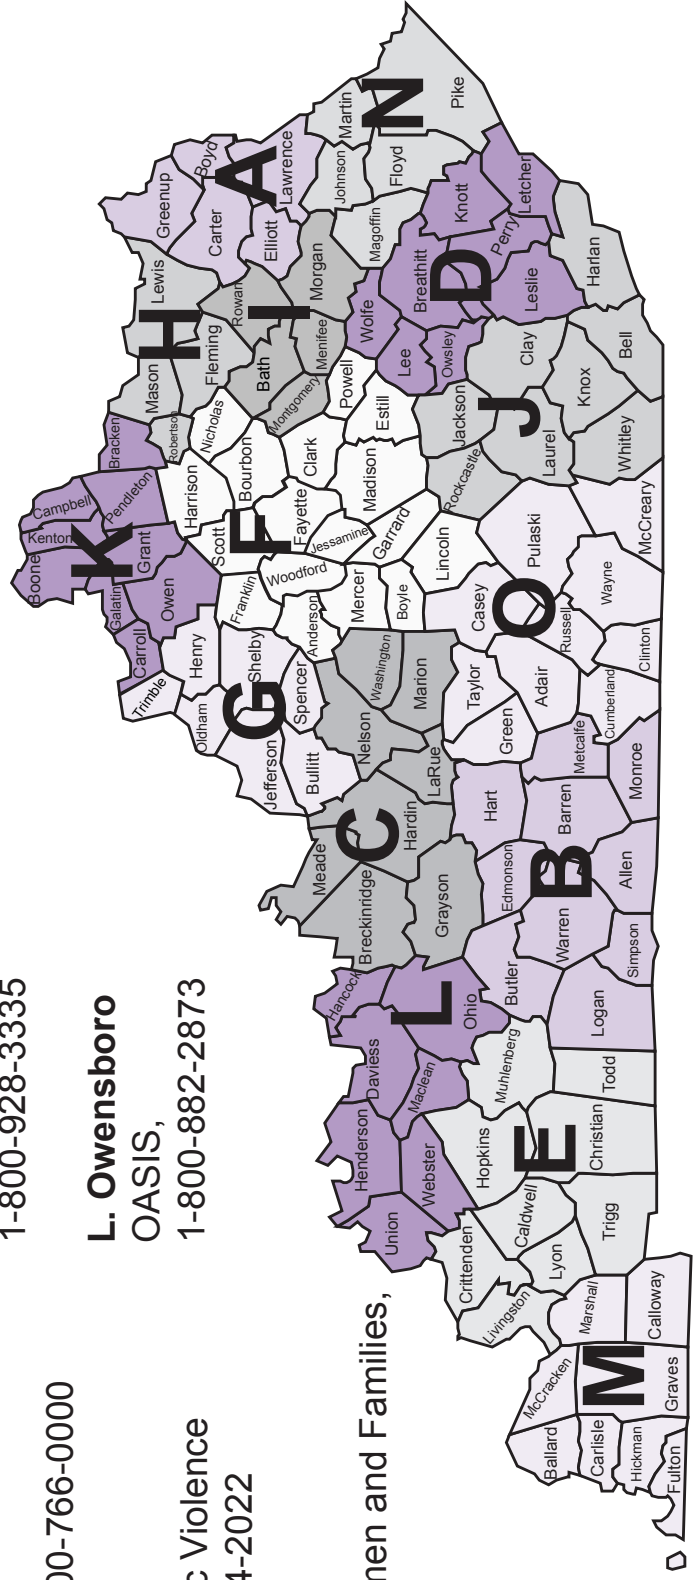 00-766-0000
c Violence
4-2022
nen and Families,
1-800-928-3335
L. Owensboro
OASIS,
1-800-882-2873
M
Ballard
McCracken
Carlisle
Hickman
Fulton
Graves
Marshall
Calloway
E
Livingston
Crittenden
Lyon
Caldwell
Trigg
Hopkins
Christian
Todd
Muhlenberg
L
Union
Henderson
Webster
Daviess
Maclean
Hancock
Ohio
B
Butler
Logan
Warren
Simpson
Edmonson
Allen
Barren
Hart
Metcalfe
Monroe
C
Meade
Breckinridge
Grayson
Hardin
LaRue
Nelson
Washington
Marion
G
Jefferson
Bullitt
Oldham
Shelby
Spencer
Henry
Trimble
O
Green
Taylor
Adair
Casey
Russell
Cumberland
Clinton
Wayne
Pulaski
McCreary
K
Boone
Kenton
Campbell
Galatin
Carroll
Grant
Owen
Pendleton
Bracken
F
Franklin
Scott
Woodford
Anderson
Mercer
Boyle
Lincoln
Garrard
Jessamine
Fayette
Madison
Harrison
Bourbon
Nicholas
Clark
Powell
Estill
H
Mason
Robertson
Fleming
Lewis
I
Rowan
Bath
Montgomery
Menifee
Morgan
J
Rockcastle
Jackson
Laurel
Clay
Whitley
Knox
Bell
Harlan
D
Wolfe
Lee
Owsley
Breathitt
Perry
Leslie
Knott
Letcher
A
Greenup
Boyd
Carter
Elliott
Lawrence
N
Magoffin
Johnson
Martin
Floyd
Pike